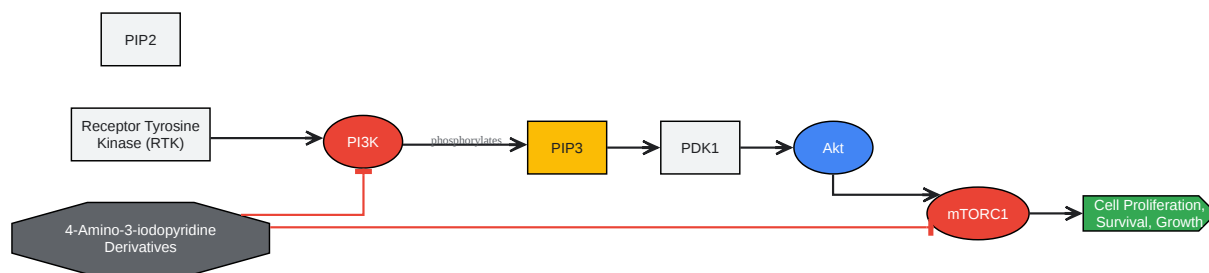 PIP2
Receptor Tyrosine
Kinase (RTK)
PI3K
phosphorylates
PIP3
PDK1
Akt
4-Amino-3-iodopyridine
Derivatives
mTORC1
Cell Proliferation,
Survival, Growth